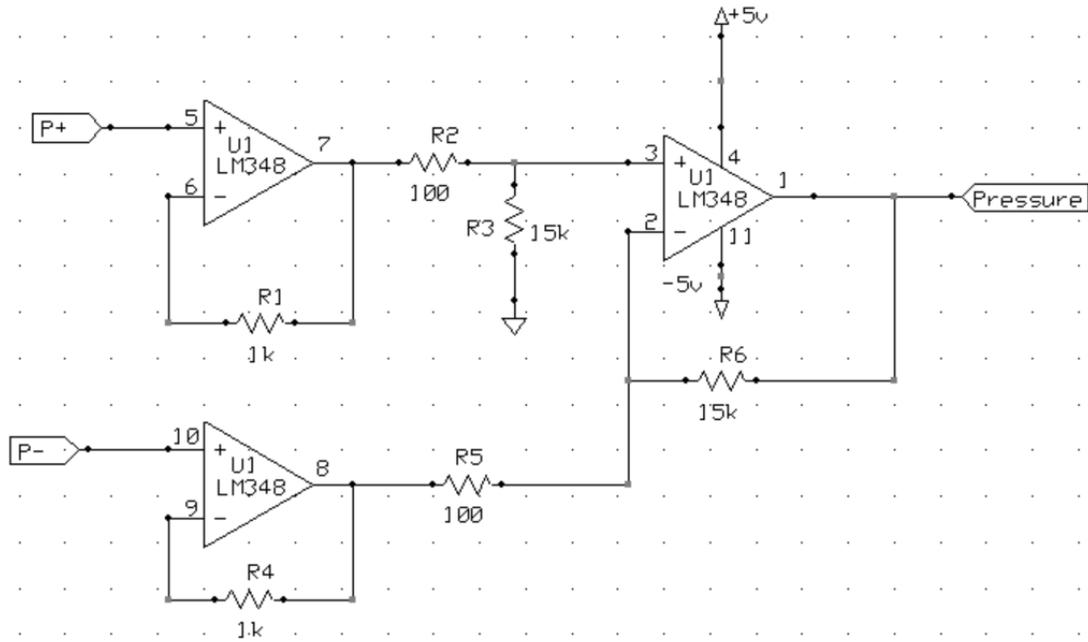 +5v
P+
5
+
U1
LM348
7
6
−
R2
100
R3
15k
3
+
4
U1
LM348
1
Pressure
2
−
11
-5v
R1
1k
R6
15k
P-
10
+
U1
LM348
8
9
−
R5
100
R4
1k